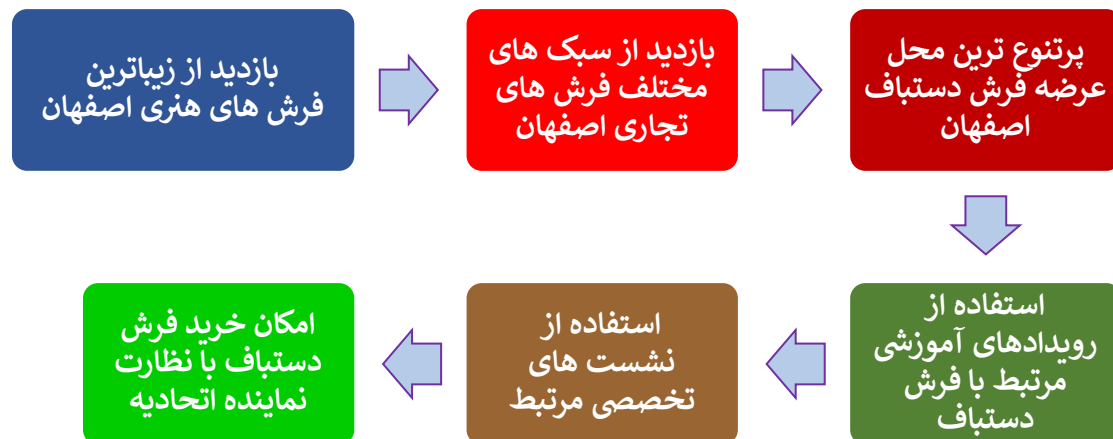 بازدید از زیباترین
فرش های هنری اصفهان
بازدید از سبک های
مختلف فرش های
تجاری اصفهان
پرتنوع ترین محل
عرضه فرش دستباف
اصفهان
استفاده از
رویدادهای آموزشی
مرتبط با فرش
دستباف
استفاده از
نشست های
تخصصی مرتبط
امکان خرید فرش
دستباف با نظارت
نماینده اتحادیه